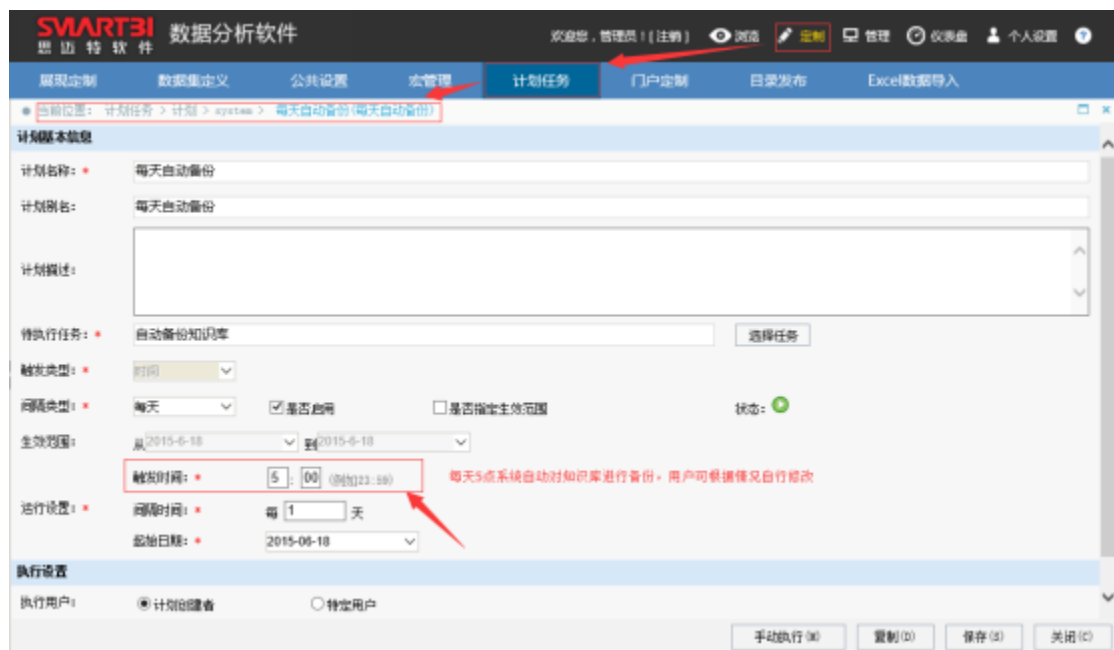 SMARTBI 数据分析软件 欢迎您，管理员！[注销] 浏览 定制 管理 仪表盘 个人设置 ?
思迈特软件
展现定制 数据集定义 公共设置 宏管理 计划任务 门户定制 目录发布 Excel数据导入
当前位置： 计划任务 > 计划 > system > 每天自动备份(每天自动备份)
计划基本信息
计划名称：* 每天自动备份
计划别名： 每天自动备份
计划描述：
待执行任务：* 自动备份知识库 选择任务
触发类型：* 时间
间隔类型：* 每天 是否启用 是否指定生效范围 状态：
生效范围： 从 2015-6-18 到 2015-6-18
触发时间：* 5 : 00 (例如23:59) 每天5点系统自动对知识库进行备份，用户可根据情况自行修改
运行设置：* 间隔时间：* 每 1 天
起始日期：* 2015-06-18
执行设置
执行用户： 计划创建者 特定用户
手动执行(M) 复制(D) 保存(S) 关闭(C)